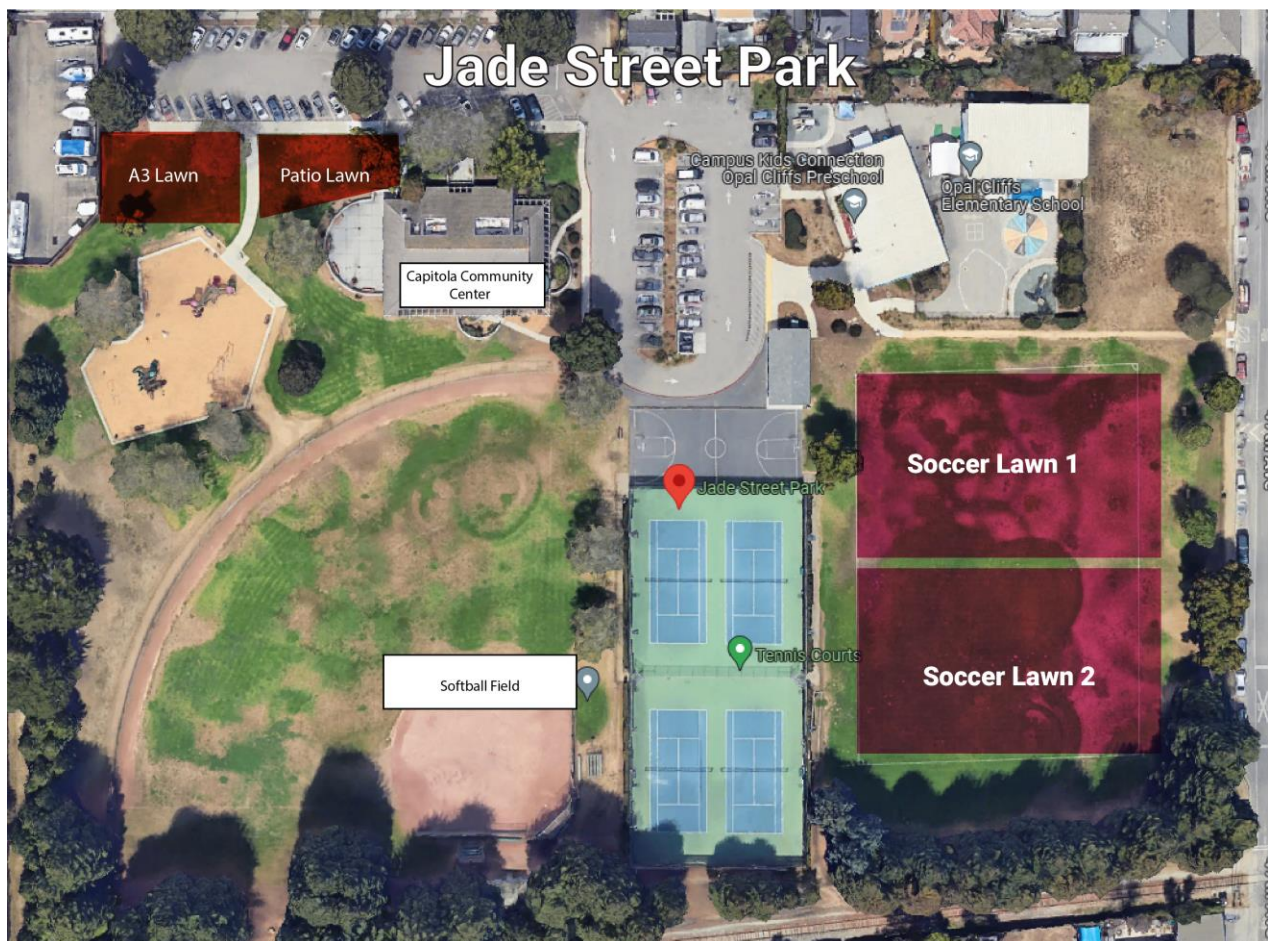 Jade Street Park
A3 Lawn
Patio Lawn
Campus Kids Connection
Opal Cliffs Preschool
Opal Cliffs
Elementary School
Capitola Community
Center
Soccer Lawn 1
Jade Street Park
Tennis Courts
Softball Field
Soccer Lawn 2